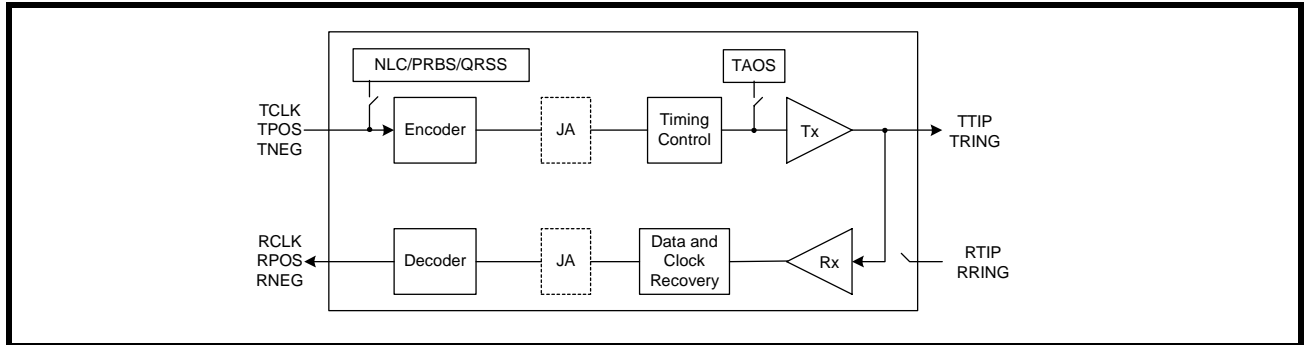 NLC/PRBS/QRSS
TAOS
TCLK
TPOS
TNEG
Encoder
JA
Timing
Control
Tx
TTIP
TRING
RCLK
RPOS
RNEG
Decoder
JA
Data and
Clock
Recovery
Rx
RTIP
RRING